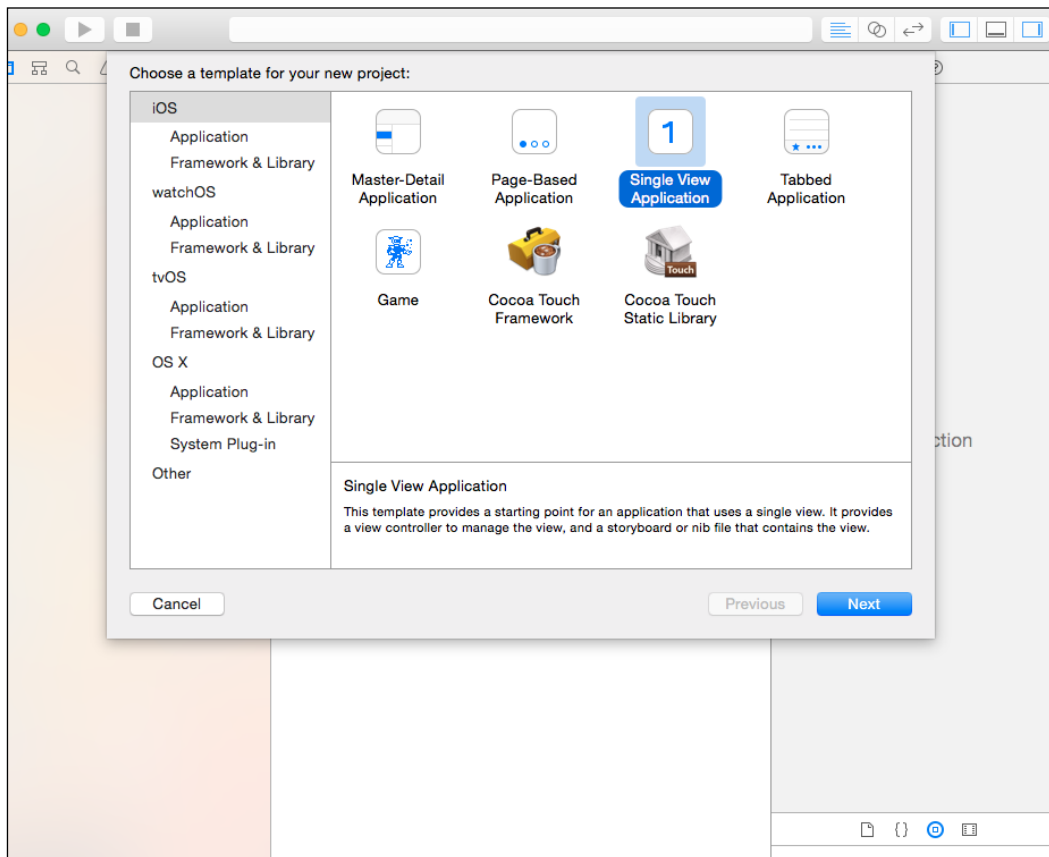 Choose a template for your new project:
iOS
Application
Framework & Library
watchOS
Application
Framework & Library
tvOS
Application
Framework & Library
OS X
Application
Framework & Library
System Plug-in
Other
Master-Detail
Application
Page-Based
Application
1
Single View
Application
Tabbed
Application
Game
Cocoa Touch
Framework
Touch
Cocoa Touch
Static Library
Single View Application
This template provides a starting point for an application that uses a single view. It provides
a view controller to manage the view, and a storyboard or nib file that contains the view.
Cancel
Previous
Next
ction
{}